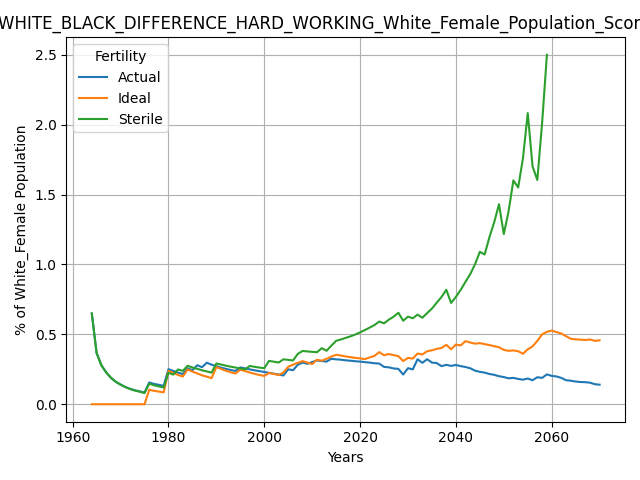 WHITE_BLACK_DIFFERENCE_HARD_WORKING_White_Female_Population_Scor
Fertility
Actual
Ideal
Sterile
% of White_Female Population
2.5
2.0
1.5
1.0
0.5
0.0
1960 1980 2000 2020 2040 2060
Years